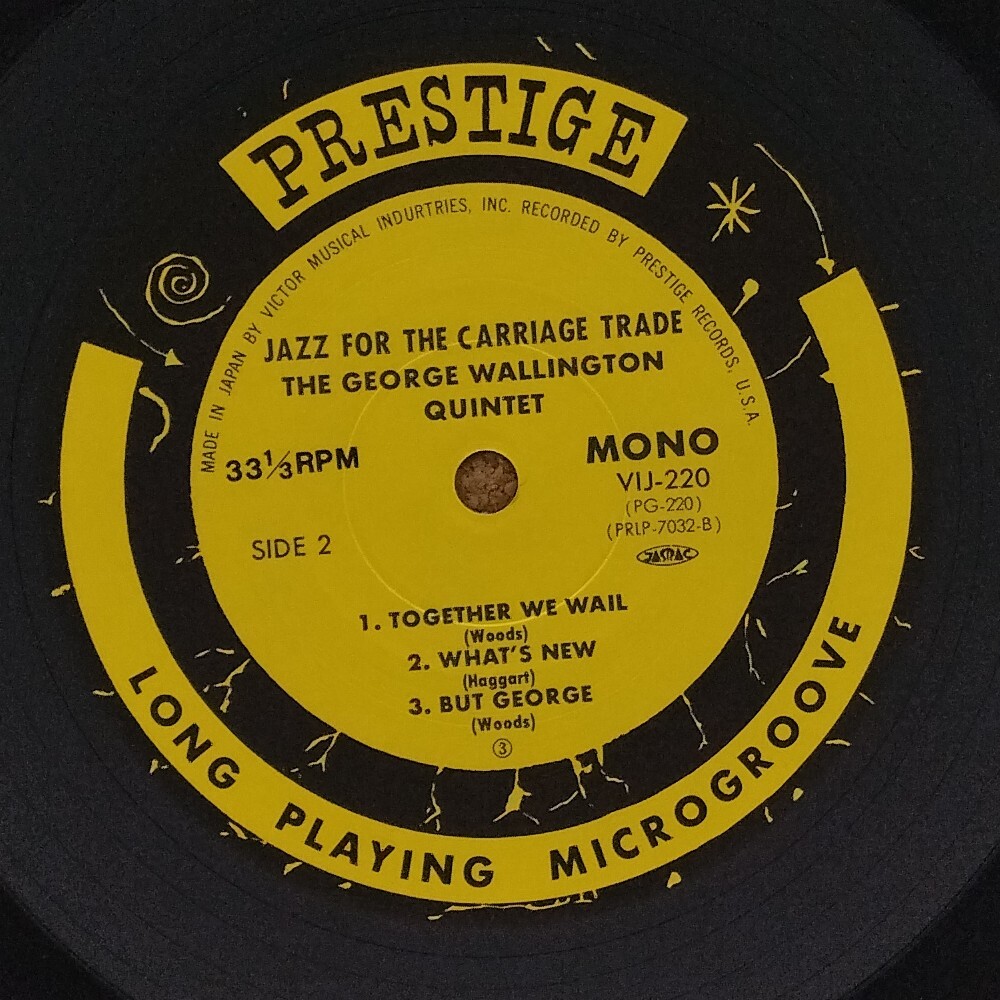 PRESTIGE
MADE IN JAPAN BY VICTOR MUSICAL INDURTRIES, INC. RECORDED BY PRESTIGE RECORDS, U.S.A.
JAZZ FOR THE CARRIAGE TRADE
THE GEORGE WALLINGTON
QUINTET
33⅓RPM
MONO
VIJ-220
(PG-220)
(PRLP-7032-B)
JASRAC
SIDE 2
1. TOGETHER WE WAIL
(Woods)
2. WHAT'S NEW
(Haggart)
3. BUT GEORGE
(Woods)
③
LONG PLAYING MICROGROOVE